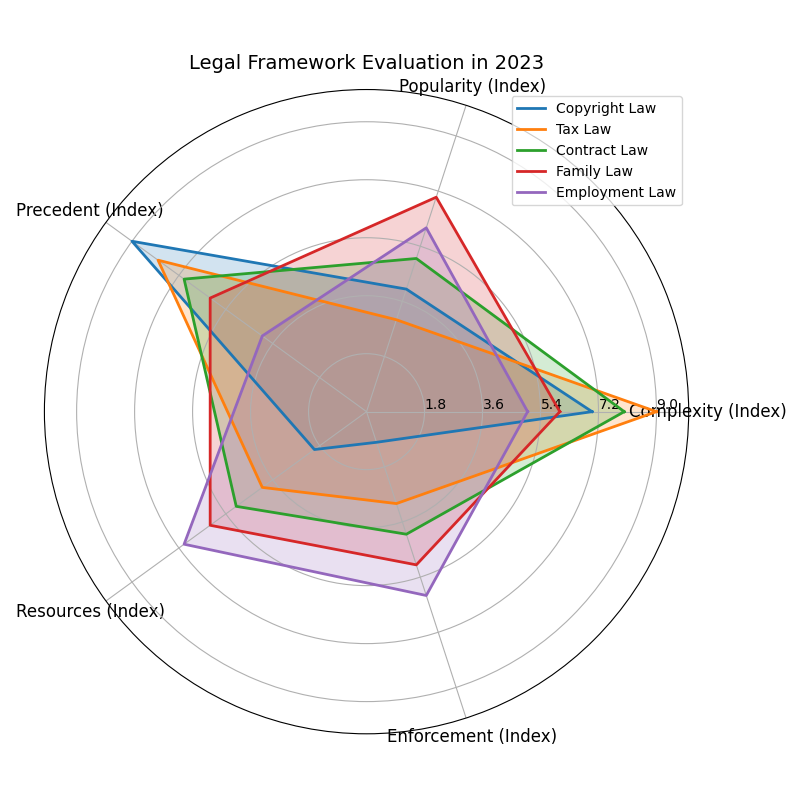 Legal Framework Evaluation in 2023
Popularity (Index)
Copyright Law
Tax Law
Contract Law
Family Law
Employment Law
Precedent (Index)
1.8
3.6
5.4
7.2
9.0
Complexity (Index)
Resources (Index)
Enforcement (Index)